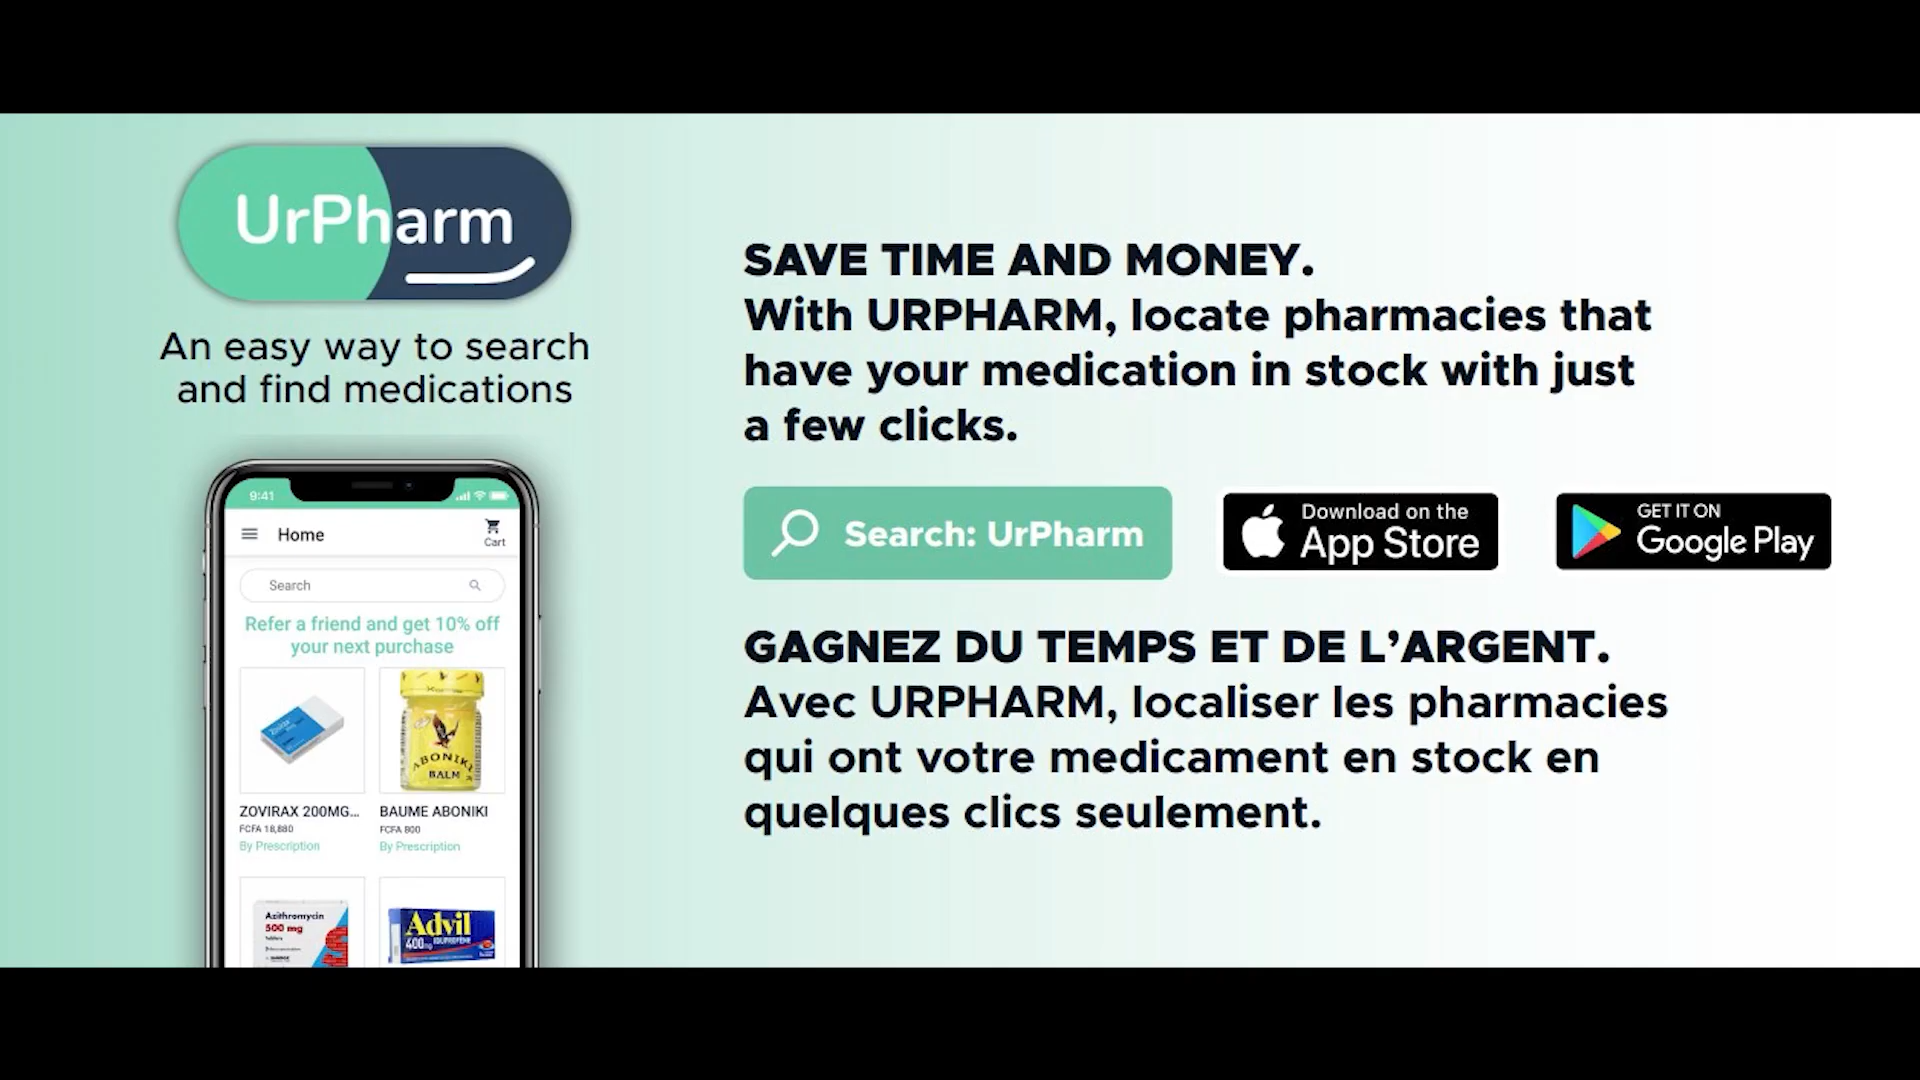 UrPharm
An easy way to search
and find medications
9:41
Home
Cart
Search
Refer a friend and get 10% off
your next purchase
ZOVIRAX 200MG...
FCFA 18,880
By Prescription
ABONIKI
BALM
BAUME ABONIKI
FCFA 800
By Prescription
Azithromycin
500 mg
Advil
400mg IBUPROFENE
SAVE TIME AND MONEY.
With URPHARM, locate pharmacies that
have your medication in stock with just
a few clicks.
Search: UrPharm
Download on the
App Store
GET IT ON
Google Play
GAGNEZ DU TEMPS ET DE L’ARGENT.
Avec URPHARM, localiser les pharmacies
qui ont votre medicament en stock en
quelques clics seulement.